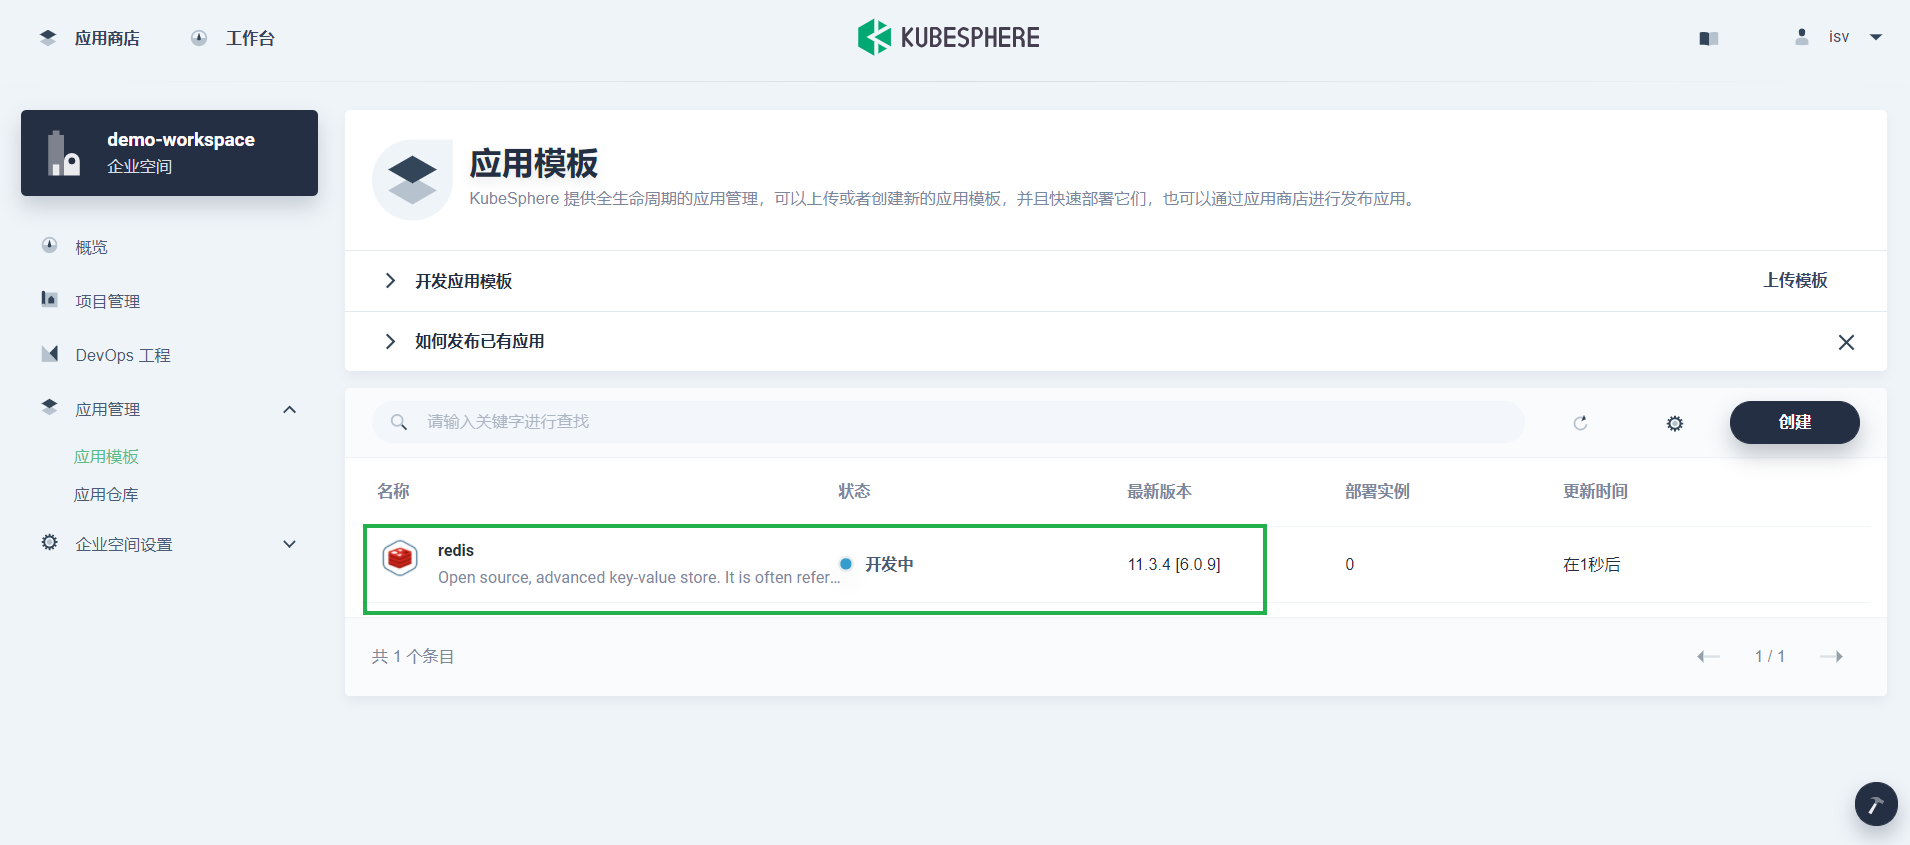 应用商店
工作台
KUBESPHERE
isv
demo-workspace
企业空间
概览
项目管理
DevOps 工程
应用管理
应用模板
应用仓库
企业空间设置
应用模板
KubeSphere 提供全生命周期的应用管理，可以上传或者创建新的应用模板，并且快速部署它们，也可以通过应用商店进行发布应用。
开发应用模板
上传模板
如何发布已有应用
请输入关键字进行查找
创建
名称 状态 最新版本 部署实例 更新时间
redis
Open source, advanced key-value store. It is often refer...
开发中
11.3.4 [6.0.9]
0
在1秒后
共 1 个条目
1 / 1